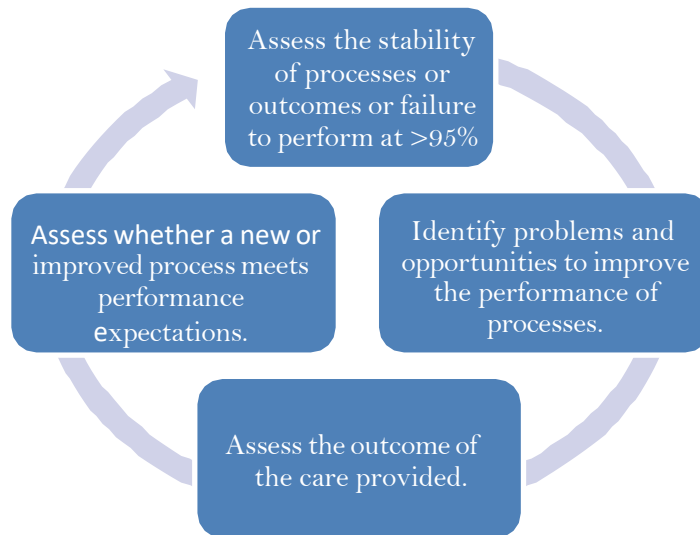 Assess the stability
of processes or
outcomes or failure
to perform at >95%
Identify problems and
opportunities to improve
the performance of
processes.
Assess the outcome of
the care provided.
Assess whether a new or
improved process meets
performance
expectations.